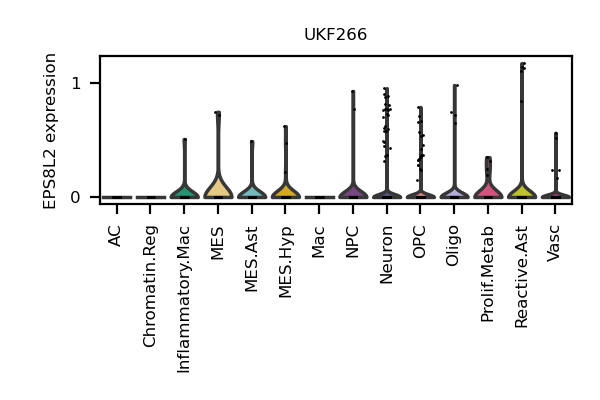 UKF266
EPS8L2 expression
1
0
AC
Chromatin.Reg
Inflammatory.Mac
MES
MES.Ast
MES.Hyp
Mac
NPC
Neuron
OPC
Oligo
Prolif.Metab
Reactive.Ast
Vasc